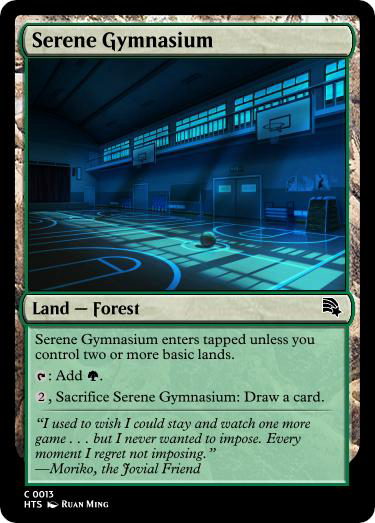 Serene Gymnasium
Land — Forest
Serene Gymnasium enters tapped unless you
control two or more basic lands.
: Add .
2, Sacrifice Serene Gymnasium: Draw a card.
“I used to wish I could stay and watch one more
game . . . but I never wanted to impose. Every
moment I regret not imposing.”
—Moriko, the Jovial Friend
C 0013
HTS Ruan Ming